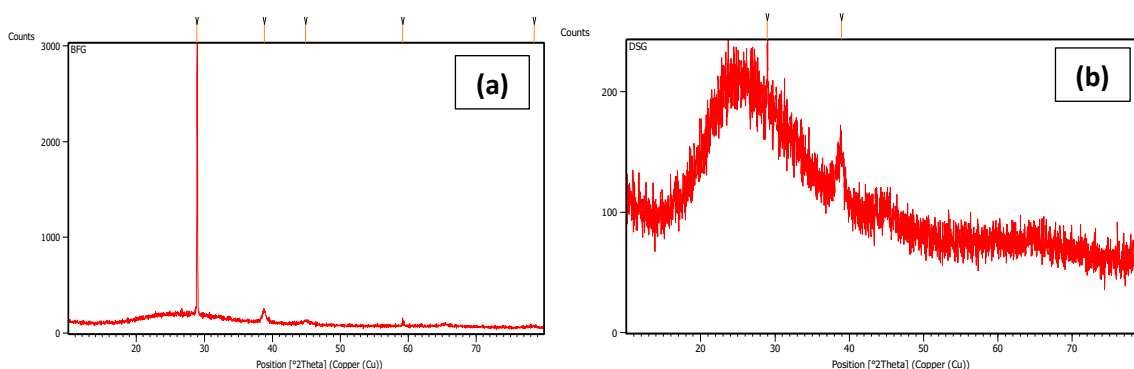 Counts
BFG
(a)
3000
2000
1000
0
20 30 40 50 60 70
Position [°2Theta] (Copper (Cu))
Counts
DSG
(b)
200
100
0
20 30 40 50 60 70
Position [°2Theta] (Copper (Cu))